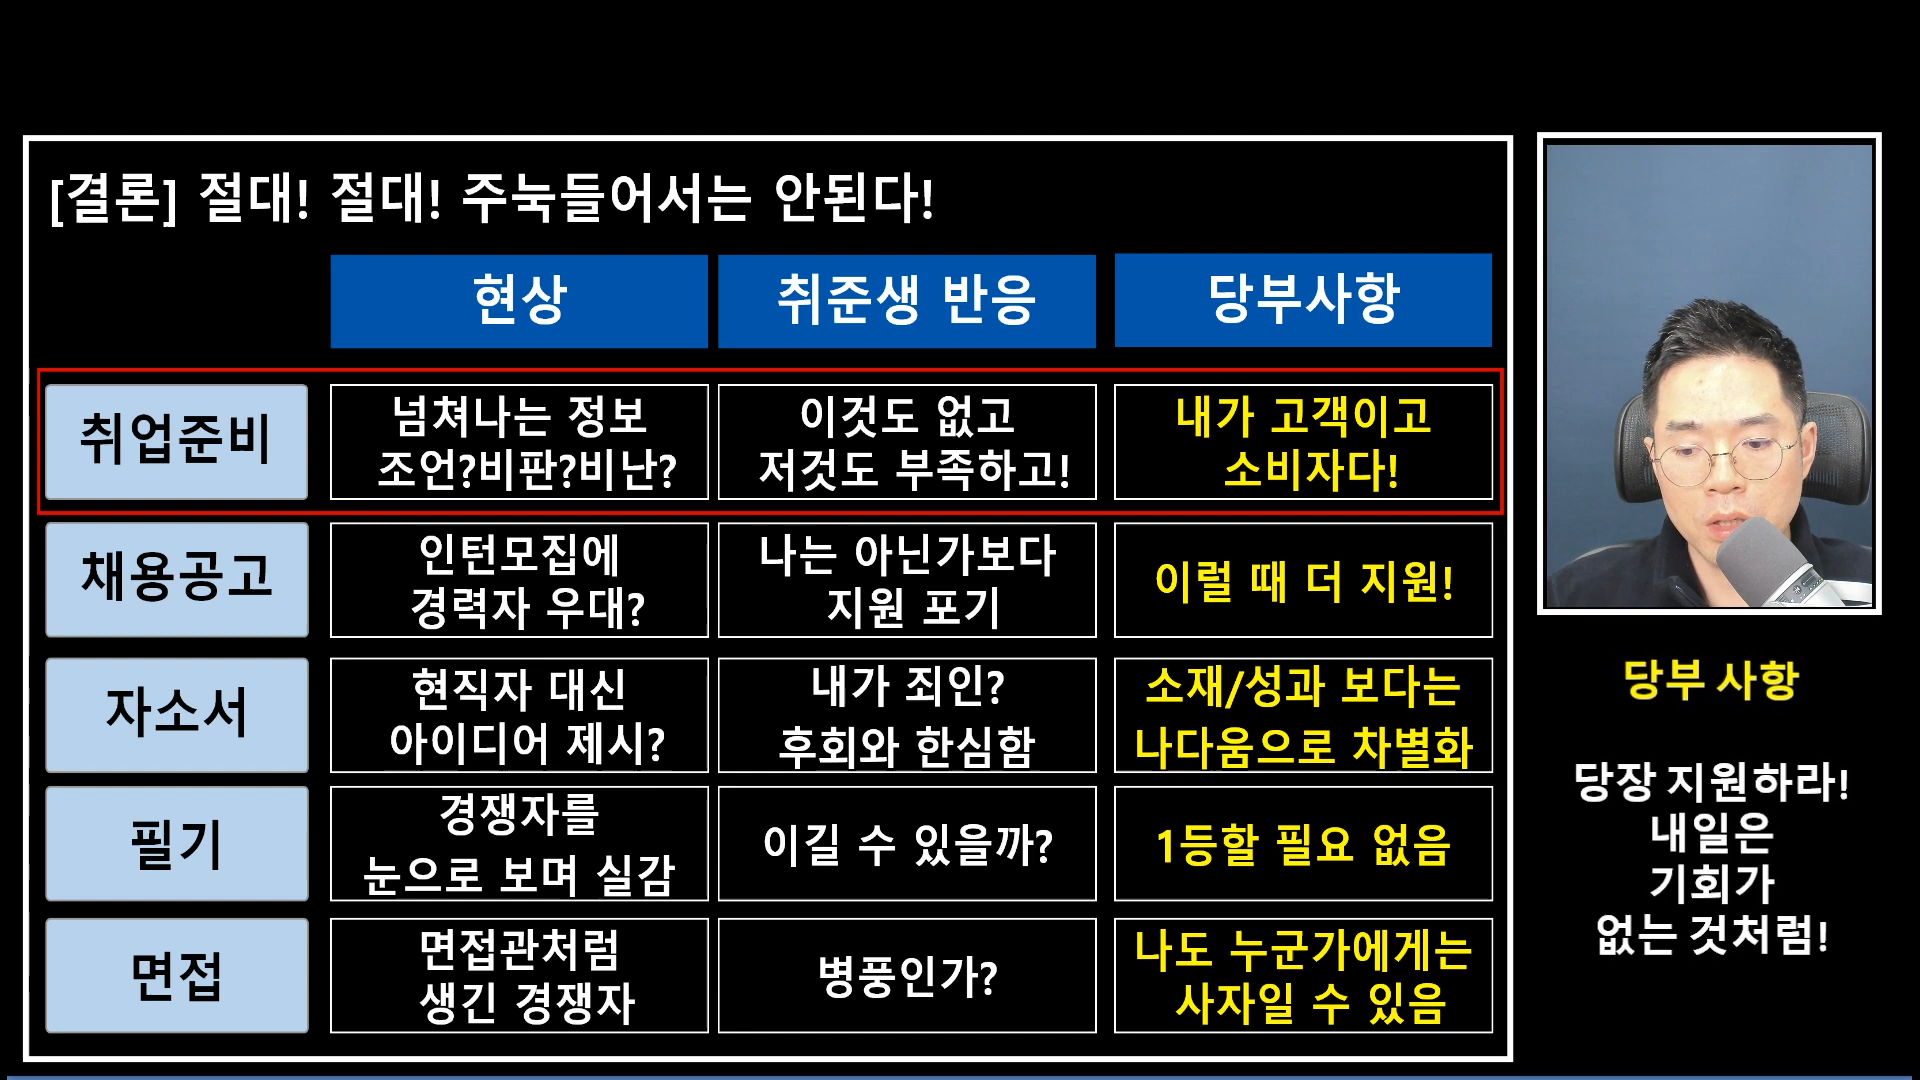 [결론] 절대! 절대! 주눅들어서는 안된다!
현상
취준생 반응
당부사항
취업준비
넘쳐나는 정보
조언?비판?비난?
이것도 없고
저것도 부족하고!
내가 고객이고
소비자다!
채용공고
인턴모집에
경력자 우대?
나는 아닌가보다
지원 포기
이럴 때 더 지원!
자소서
현직자 대신
아이디어 제시?
내가 죄인?
후회와 한심함
소재/성과 보다는
나다움으로 차별화
필기
경쟁자를
눈으로 보며 실감
이길 수 있을까?
1등할 필요 없음
면접
면접관처럼
생긴 경쟁자
병풍인가?
나도 누군가에게는
사자일 수 있음
당부 사항
당장 지원하라!
내일은
기회가
없는 것처럼!